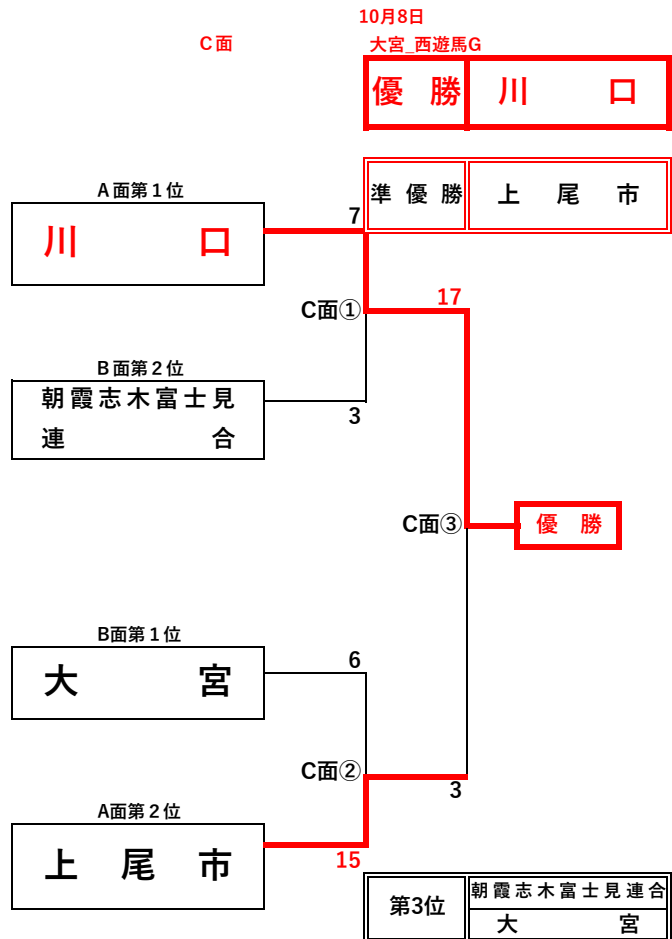 10月8日
C面
大宮_西遊馬G
優勝
川口
準優勝
上尾市
A面第1位
7
川口
17
C面①
B面第2位
朝霞志木富士見
連合
3
C面③
優勝
B面第1位
6
大宮
C面②
3
A面第2位
上尾市
15
第3位
朝霞志木富士見連合
大宮